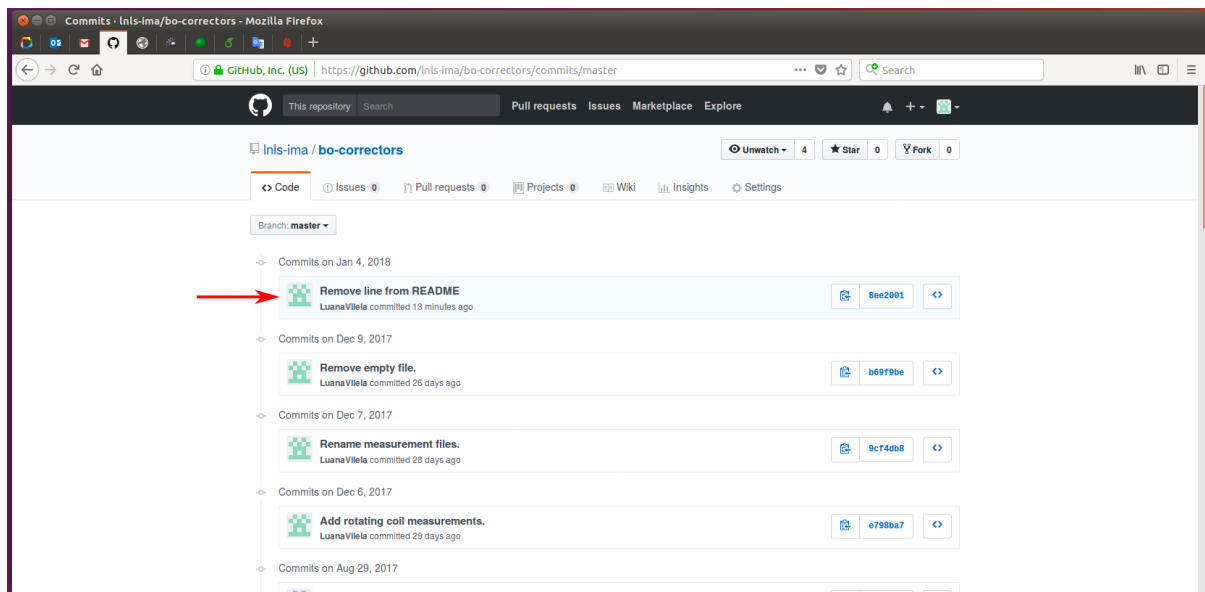 Commits · lnls-ima/bo-correctors - Mozilla Firefox
GitHub, Inc. (US) https://github.com/lnls-ima/bo-correctors/commits/master ··· Search
This repository Search Pull requests Issues Marketplace Explore
lnls-ima / bo-correctors Unwatch 4 Star 0 Fork 0
<> Code Issues 0 Pull requests 0 Projects 0 Wiki Insights Settings
Branch: master
Commits on Jan 4, 2018
Remove line from README
LuanaVilela committed 13 minutes ago
8ee2001 <>
Commits on Dec 9, 2017
Remove empty file.
LuanaVilela committed 26 days ago
b69f9be <>
Commits on Dec 7, 2017
Rename measurement files.
LuanaVilela committed 28 days ago
9cf4db8 <>
Commits on Dec 6, 2017
Add rotating coil measurements.
LuanaVilela committed 29 days ago
e798ba7 <>
Commits on Aug 29, 2017